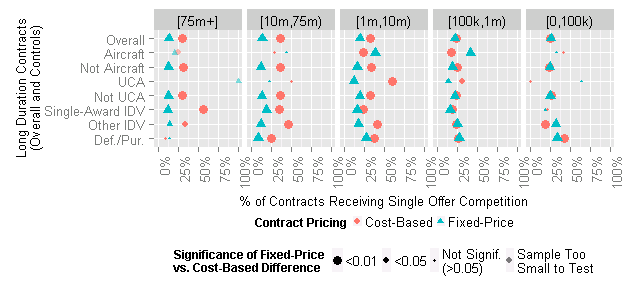 [75m+] [10m,75m) [1m,10m) [100k,1m) [0,100k)
Long Duration Contracts
(Overall and Controls)
Overall
Aircraft
Not Aircraft
UCA
Not UCA
Single-Award IDV
Other IDV
Def./Pur.
0% 25% 50% 75% 100% 0% 25% 50% 75% 100% 0% 25% 50% 75% 100% 0% 25% 50% 75% 100% 0% 25% 50% 75% 100%
% of Contracts Receiving Single Offer Competition
Contract Pricing Cost-Based Fixed-Price
Significance of Fixed-Price
vs. Cost-Based Difference
<0.01 <0.05
Not Signif.
(>0.05)
Sample Too
Small to Test